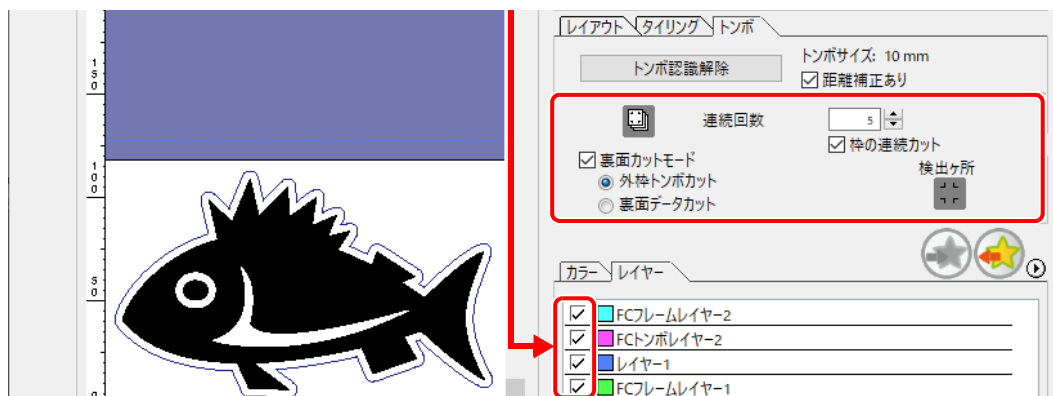 150
100
50
0
レイアウト タイリング トンボ
トンボ認識解除
トンボサイズ: 10 mm
距離補正あり
連続回数
5
枠の連続カット
裏面カットモード
検出ヶ所
外枠トンボカット
裏面データカット
カラー レイヤー
FCフレームレイヤー2
FCトンボレイヤー2
レイヤー1
FCフレームレイヤー1